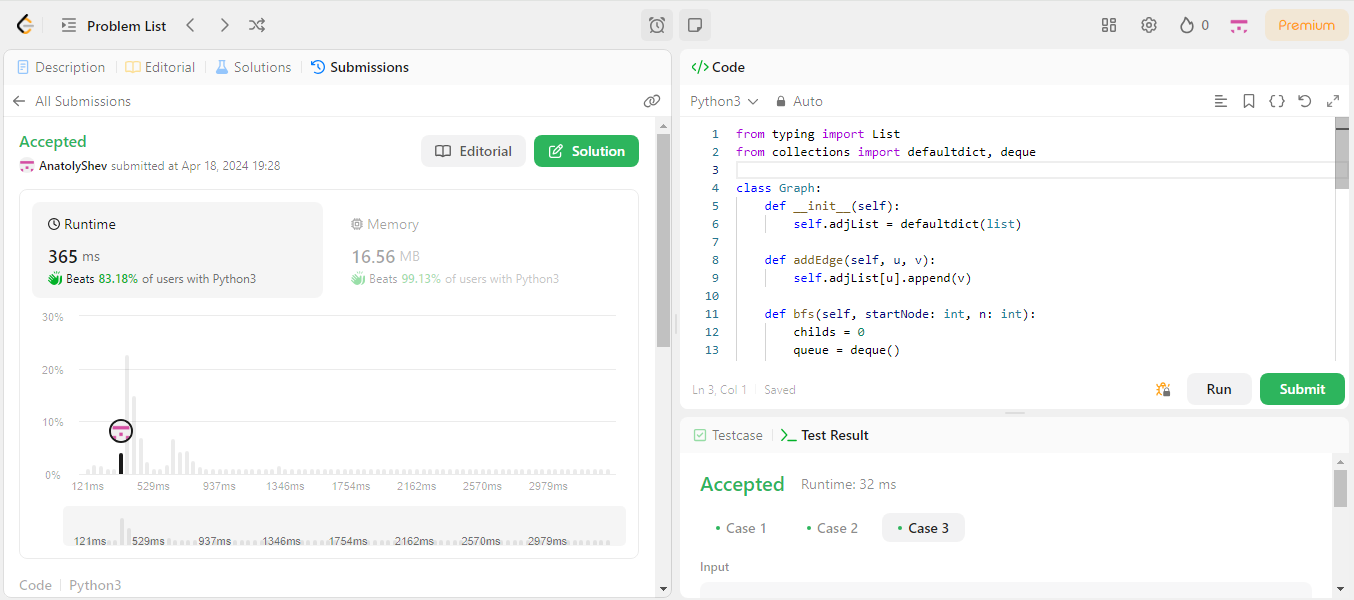 Problem List
0
Premium
Description
Editorial
Solutions
Submissions
All Submissions
Accepted
AnatolyShev submitted at Apr 18, 2024 19:28
Editorial
Solution
Runtime
365 ms
Beats 83.18% of users with Python3
Memory
16.56 MB
Beats 99.13% of users with Python3
30%
20%
10%
0%
121ms 529ms 937ms 1346ms 1754ms 2162ms 2570ms 2979ms
121ms 529ms 937ms 1346ms 1754ms 2162ms 2570ms 2979ms
Code Python3
</> Code
Python3 Auto
1 from typing import List
2 from collections import defaultdict, deque
3
4 class Graph:
5 def __init__(self):
6 self.adjList = defaultdict(list)
7
8 def addEdge(self, u, v):
9 self.adjList[u].append(v)
10
11 def bfs(self, startNode: int, n: int):
12 childs = 0
13 queue = deque()
Ln 3, Col 1 Saved
Run
Submit
Testcase
Test Result
Accepted Runtime: 32 ms
Case 1
Case 2
Case 3
Input